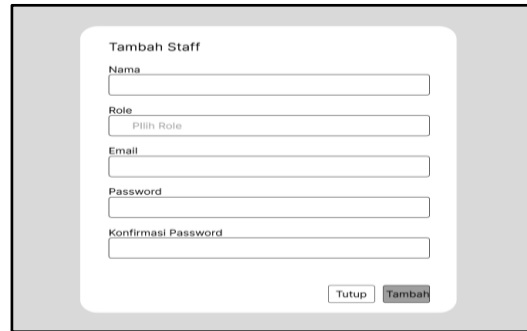 Tambah Staff
Nama
Role
PIlih Role
Email
Password
Konfirmasi Password
Tutup Tambah